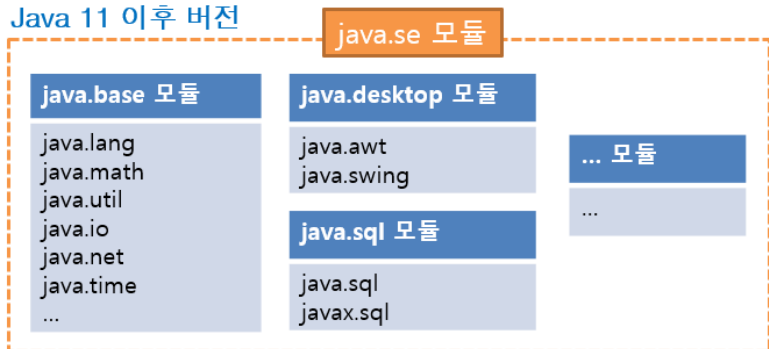 Java 11 이후 버전
java.se 모듈
java.base 모듈
java.lang
java.math
java.util
java.io
java.net
java.time
...
java.desktop 모듈
java.awt
java.swing
java.sql 모듈
java.sql
javax.sql
... 모듈
...